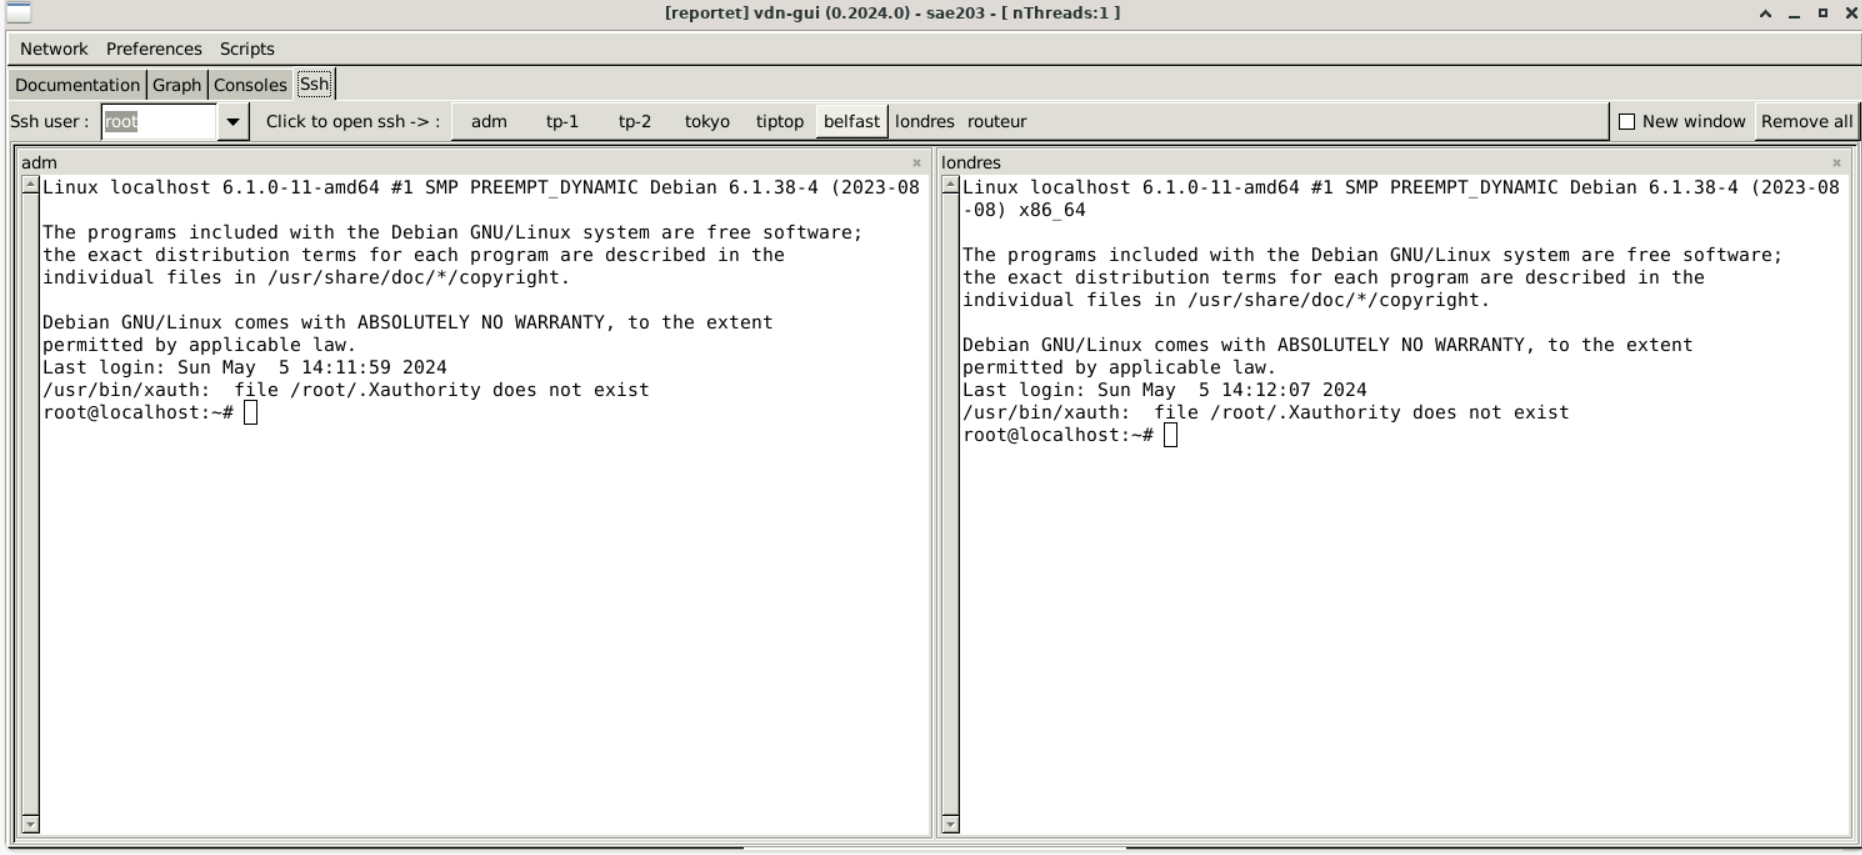 [reportet] vdn-gui (0.2024.0) - sae203 - [ nThreads:1 ]
Network Preferences Scripts
Documentation Graph Consoles Ssh
Ssh user : root Click to open ssh -> : adm tp-1 tp-2 tokyo tiptop belfast londres routeur New window Remove all
adm
Linux localhost 6.1.0-11-amd64 #1 SMP PREEMPT_DYNAMIC Debian 6.1.38-4 (2023-08
The programs included with the Debian GNU/Linux system are free software;
the exact distribution terms for each program are described in the
individual files in /usr/share/doc/*/copyright.
Debian GNU/Linux comes with ABSOLUTELY NO WARRANTY, to the extent
permitted by applicable law.
Last login: Sun May  5 14:11:59 2024
/usr/bin/xauth:  file /root/.Xauthority does not exist
root@localhost:~#
londres
Linux localhost 6.1.0-11-amd64 #1 SMP PREEMPT_DYNAMIC Debian 6.1.38-4 (2023-08
-08) x86_64
The programs included with the Debian GNU/Linux system are free software;
the exact distribution terms for each program are described in the
individual files in /usr/share/doc/*/copyright.
Debian GNU/Linux comes with ABSOLUTELY NO WARRANTY, to the extent
permitted by applicable law.
Last login: Sun May  5 14:12:07 2024
/usr/bin/xauth:  file /root/.Xauthority does not exist
root@localhost:~#